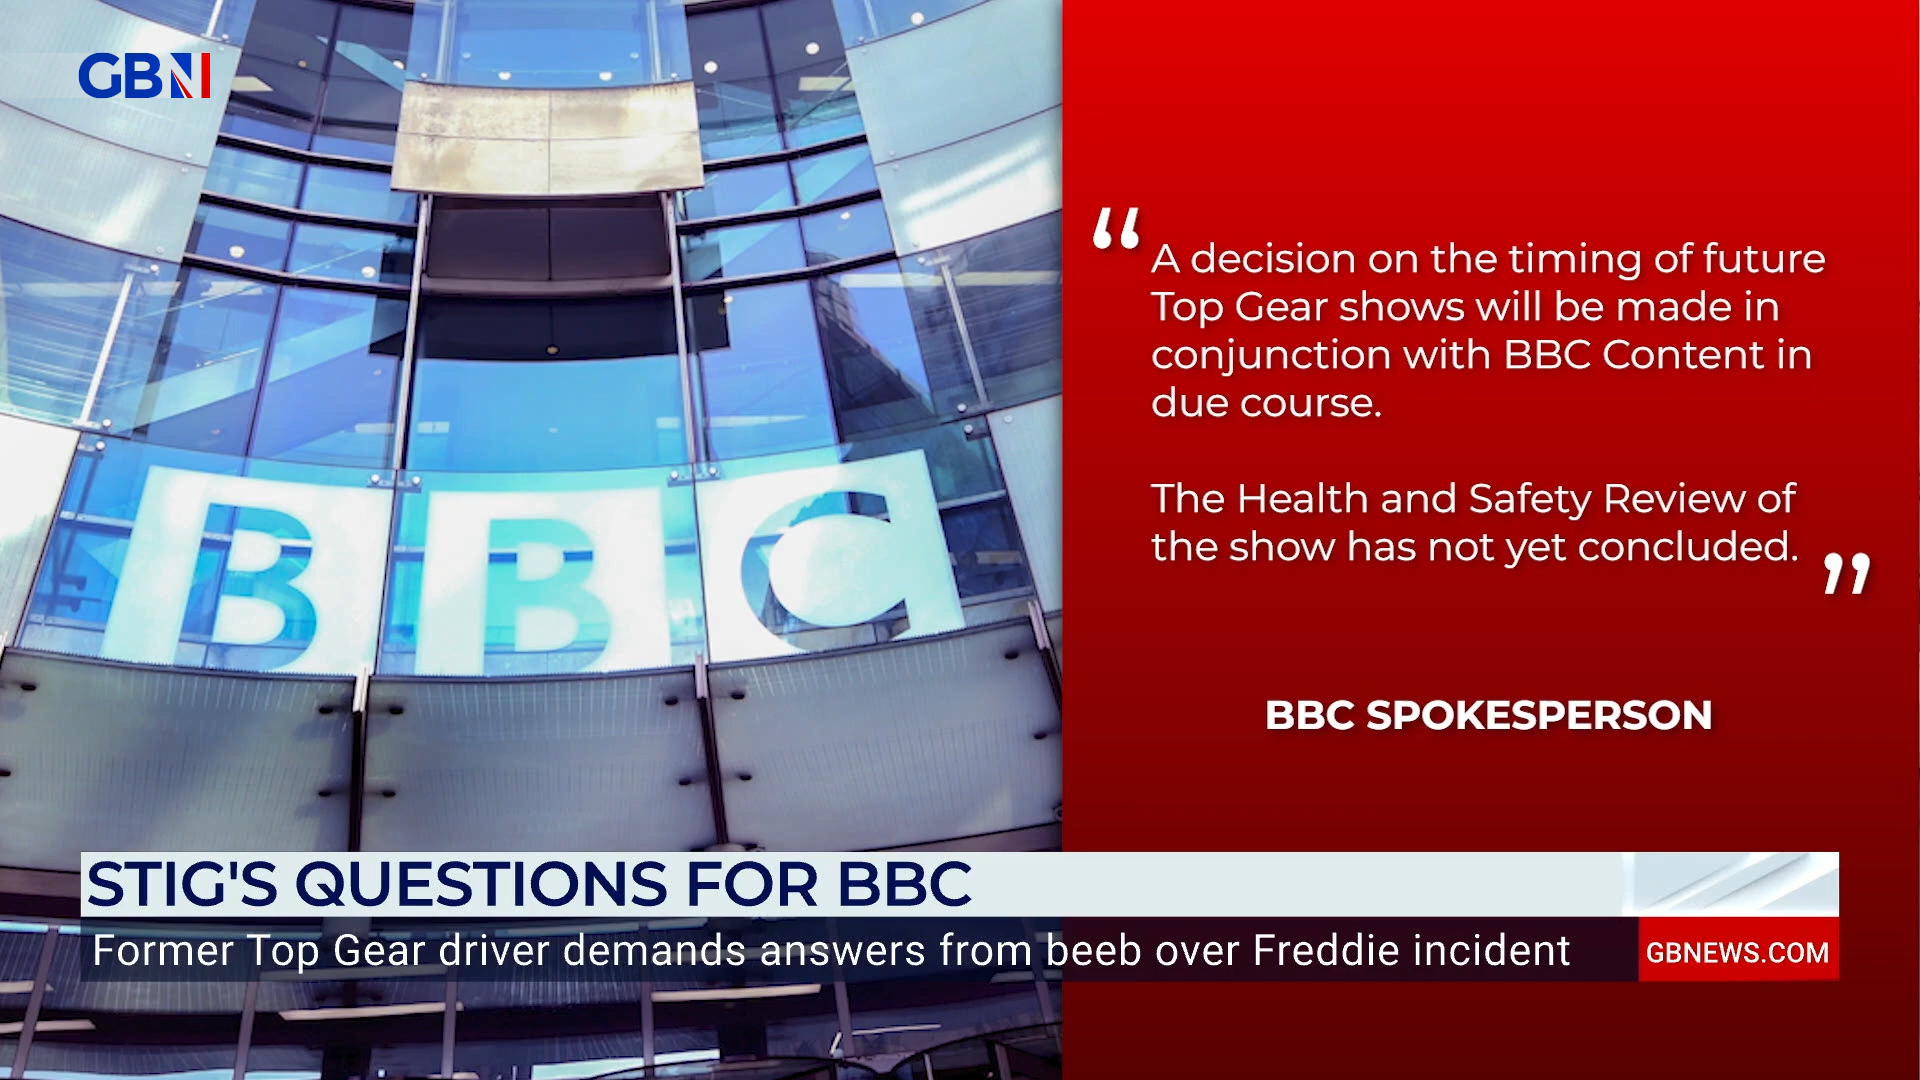 GBN
BBC
“
A decision on the timing of future
Top Gear shows will be made in
conjunction with BBC Content in
due course.
The Health and Safety Review of
the show has not yet concluded.
”
BBC SPOKESPERSON
STIG'S QUESTIONS FOR BBC
Former Top Gear driver demands answers from beeb over Freddie incident
GBNEWS.COM